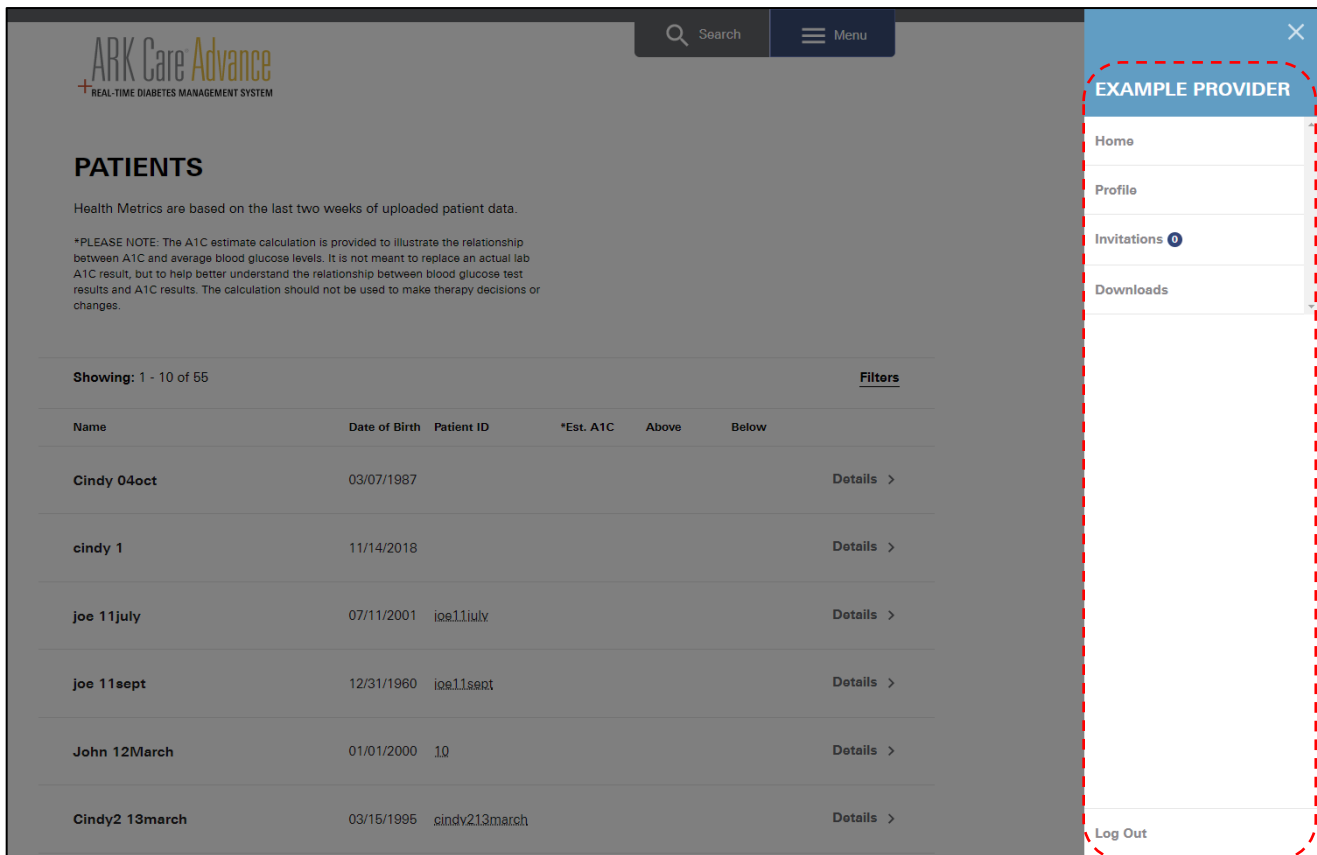 ARK Care Advance
REAL-TIME DIABETES MANAGEMENT SYSTEM
Search
Menu
PATIENTS
Health Metrics are based on the last two weeks of uploaded patient data.
*PLEASE NOTE: The A1C estimate calculation is provided to illustrate the relationship
between A1C and average blood glucose levels. It is not meant to replace an actual lab
A1C result, but to help better understand the relationship between blood glucose test
results and A1C results. The calculation should not be used to make therapy decisions or
changes.
Showing: 1 - 10 of 55 Filters
Name Date of Birth Patient ID *Est. A1C Above Below
Cindy 04oct 03/07/1987 Details
cindy 1 11/14/2018 Details
joe 11july 07/11/2001 joe11july Details
joe 11sept 12/31/1960 joe11sept Details
John 12March 01/01/2000 10 Details
Cindy2 13march 03/15/1995 cindy213march Details
EXAMPLE PROVIDER
Home
Profile
Invitations 0
Downloads
Log Out